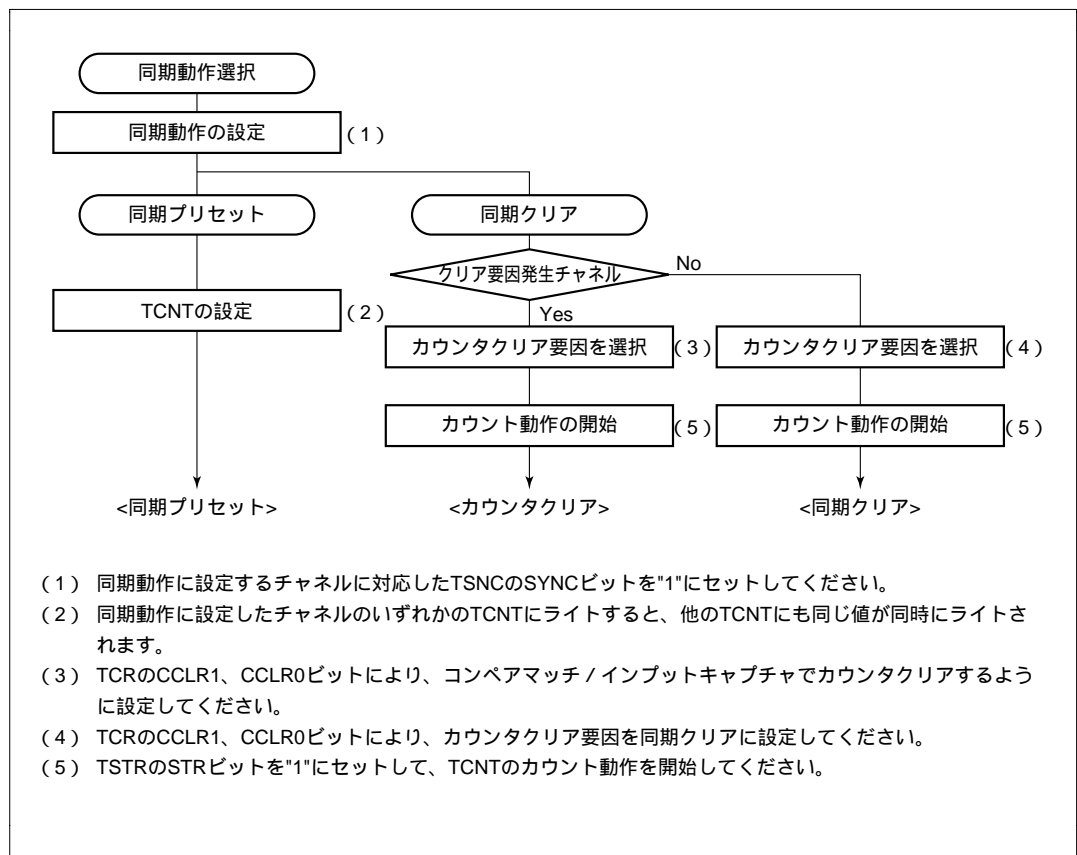 同期動作選択
同期動作の設定
（1）
同期プリセット
同期クリア
クリア要因発生チャネル
No
Yes
TCNTの設定
（2）
カウンタクリア要因を選択
（3）
カウンタクリア要因を選択
（4）
カウント動作の開始
（5）
カウント動作の開始
（5）
<同期プリセット>
<カウンタクリア>
<同期クリア>
（1） 同期動作に設定するチャネルに対応したTSNCのSYNCビットを"1"にセットしてください。
（2） 同期動作に設定したチャネルのいずれかのTCNTにライトすると、他のTCNTにも同じ値が同時にライトさ
れます。
（3） TCRのCCLR1、CCLR0ビットにより、コンペアマッチ／インプットキャプチャでカウンタクリアするよう
に設定してください。
（4） TCRのCCLR1、CCLR0ビットにより、カウンタクリア要因を同期クリアに設定してください。
（5） TSTRのSTRビットを"1"にセットして、TCNTのカウント動作を開始してください。